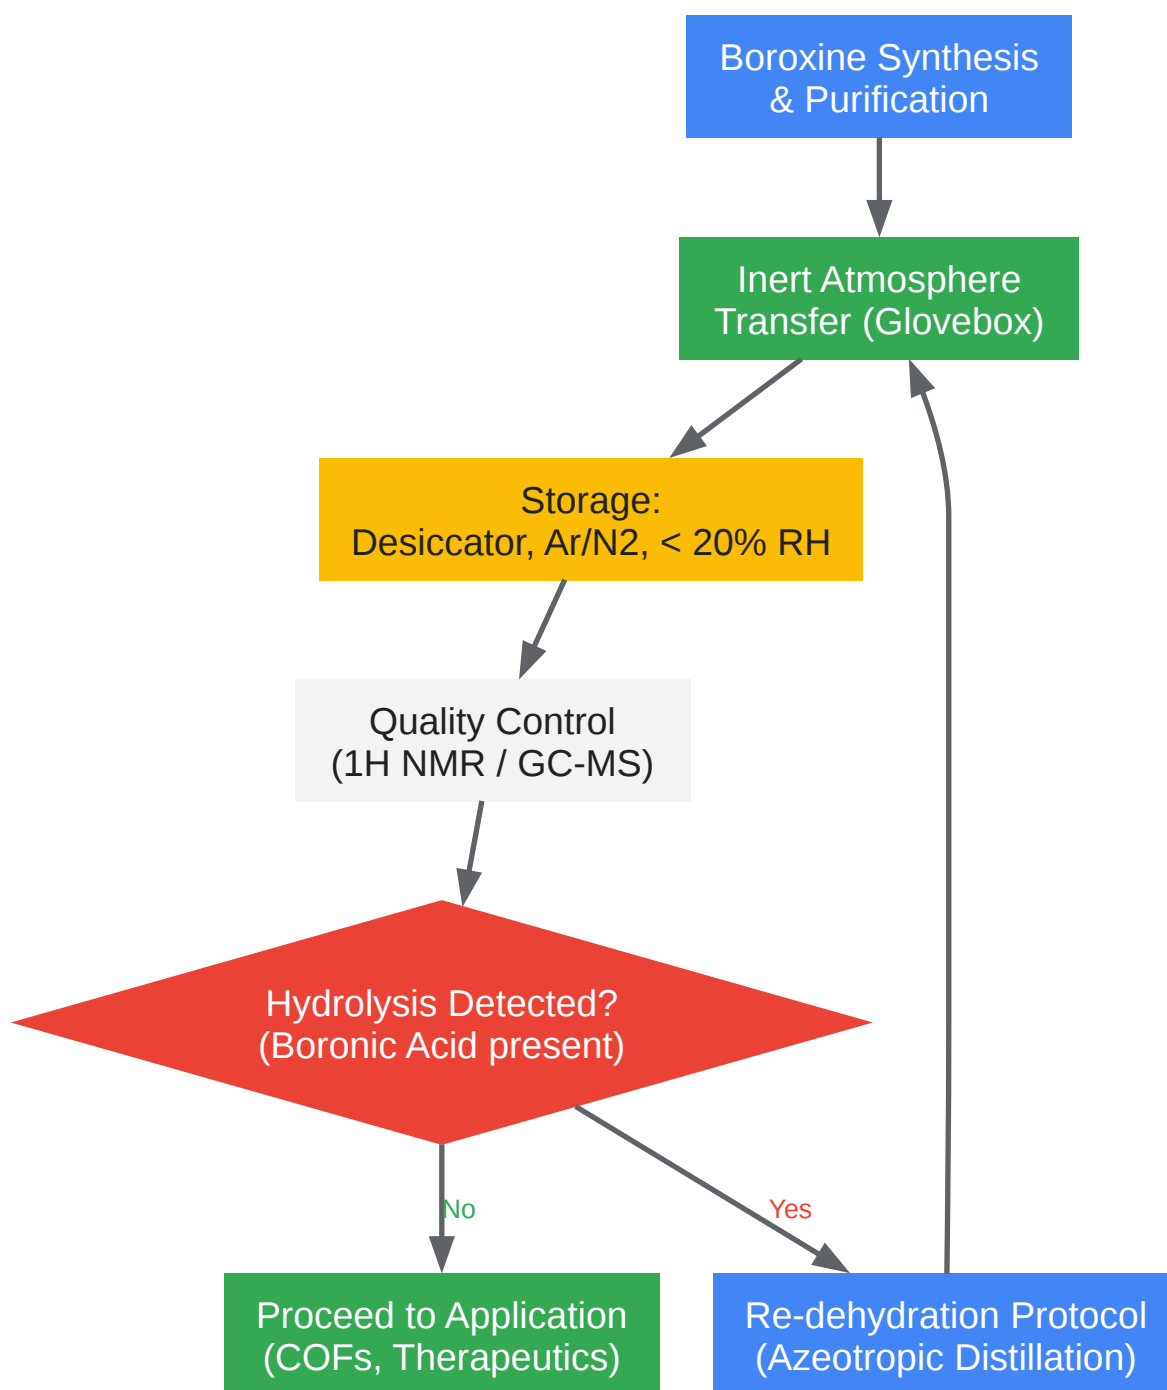 Boroxine Synthesis
& Purification
Inert Atmosphere
Transfer (Glovebox)
Storage:
Desiccator, Ar/N2, < 20% RH
Quality Control
(1H NMR / GC-MS)
Hydrolysis Detected?
(Boronic Acid present)
No
Yes
Proceed to Application
(COFs, Therapeutics)
Re-dehydration Protocol
(Azeotropic Distillation)